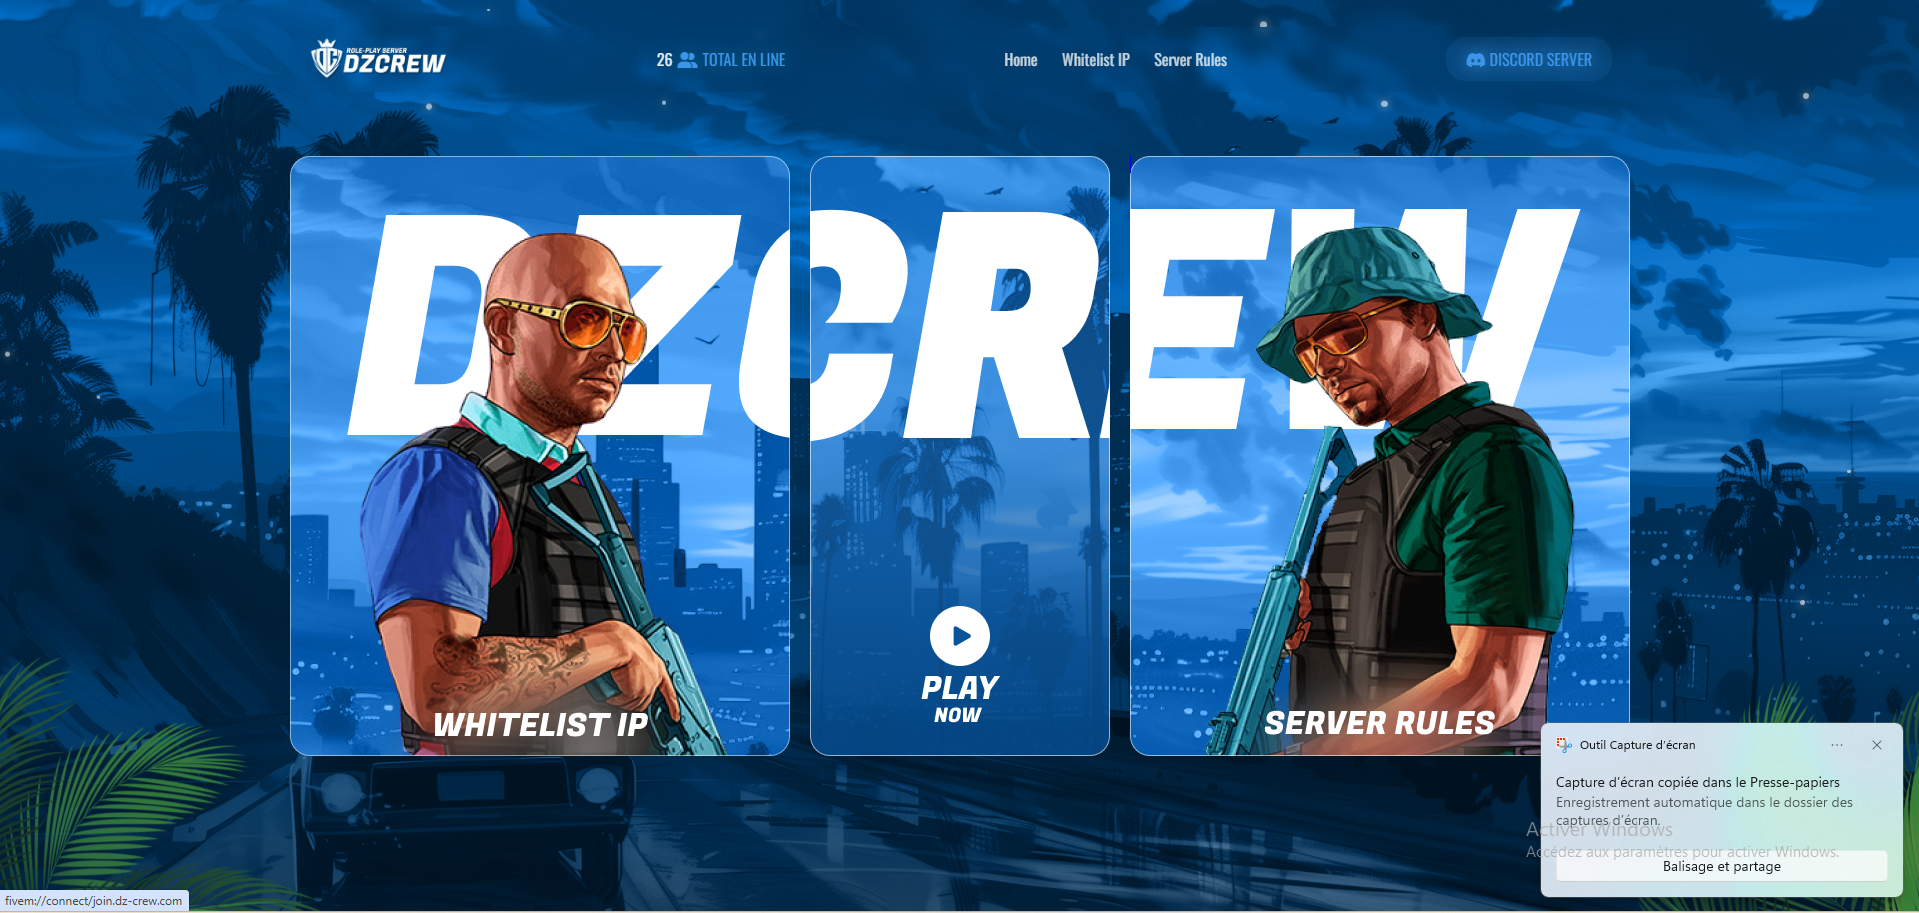 ROLE-PLAY SERVER
DZCREW
26 TOTAL EN LINE
Home
Whitelist IP
Server Rules
DISCORD SERVER
DZCREW
WHITELIST IP
PLAY
NOW
SERVER RULES
Outil Capture d'écran
Capture d'écran copiée dans le Presse-papiers
Enregistrement automatique dans le dossier des
captures d'écran.
Activer Windows
Accédez aux paramètres pour activer Windows.
Balisage et partage
fivem://connect/join.dz-crew.com